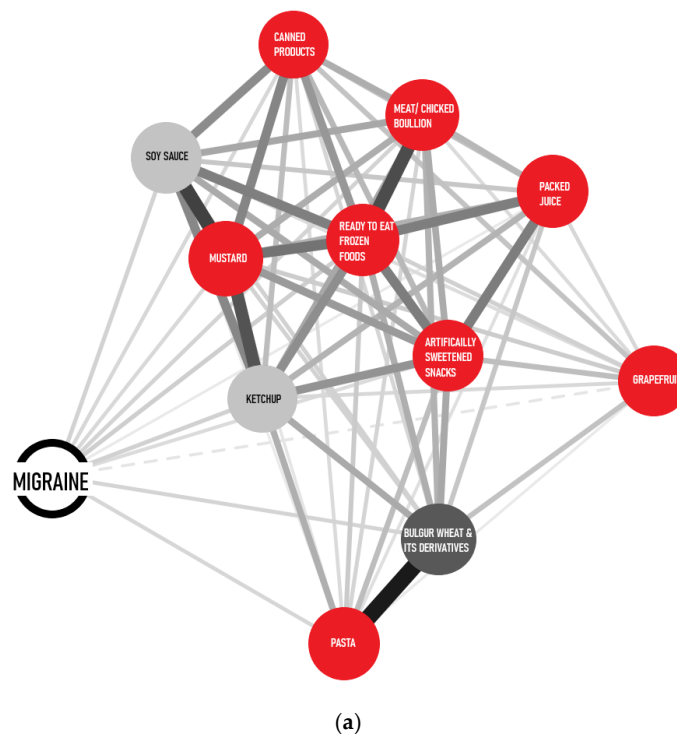 CANNED
PRODUCTS
MEAT/ CHICKED
BOULLION
SOY SAUCE
PACKED
JUICE
READY TO EAT
FROZEN
FOODS
MUSTARD
ARTIFICAILLY
SWEETENED
SNACKS
GRAPEFRUI
KETCHUP
MIGRAINE
BULGUR WHEAT &
ITS DERIVATIVES
PASTA
(a)